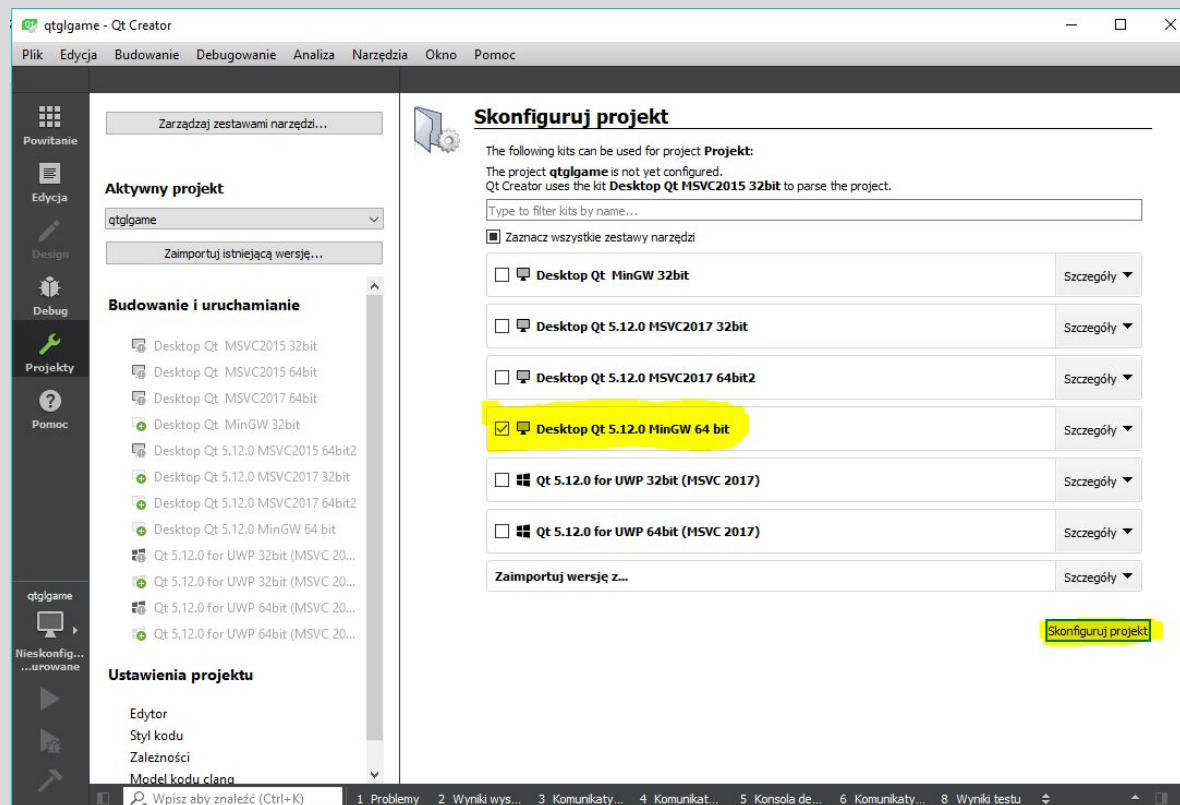 qtglgame - Qt Creator
Plik Edycja Budowanie Debugowanie Analiza Narzędzia Okno Pomoc
Powitanie
Edycja
Design
Debug
Projekty
Pomoc
qtglgame
Nieskonfig...
...urowane
Zarządzaj zestawami narzędzi...
Aktywny projekt
qtglgame
Zaimportuj istniejącą wersję...
Budowanie i uruchamianie
Desktop Qt MSVC2015 32bit
Desktop Qt MSVC2015 64bit
Desktop Qt MSVC2017 64bit
Desktop Qt MinGW 32bit
Desktop Qt 5.12.0 MSVC2015 64bit2
Desktop Qt 5.12.0 MSVC2017 32bit
Desktop Qt 5.12.0 MSVC2017 64bit2
Desktop Qt 5.12.0 MinGW 64 bit
Qt 5.12.0 for UWP 32bit (MSVC 20...
Qt 5.12.0 for UWP 32bit (MSVC 20...
Qt 5.12.0 for UWP 64bit (MSVC 20...
Qt 5.12.0 for UWP 64bit (MSVC 20...
Ustawienia projektu
Edytor
Styl kodu
Zależności
Model kodu clang
Skonfiguruj projekt
The following kits can be used for project Projekt:
The project qtglgame is not yet configured.
Qt Creator uses the kit Desktop Qt MSVC2015 32bit to parse the project.
Type to filter kits by name...
Zaznacz wszystkie zestawy narzędzi
Desktop Qt MinGW 32bit Szczegóły
Desktop Qt 5.12.0 MSVC2017 32bit Szczegóły
Desktop Qt 5.12.0 MSVC2017 64bit2 Szczegóły
Desktop Qt 5.12.0 MinGW 64 bit Szczegóły
Qt 5.12.0 for UWP 32bit (MSVC 2017) Szczegóły
Qt 5.12.0 for UWP 64bit (MSVC 2017) Szczegóły
Zaimportuj wersję z... Szczegóły
Skonfiguruj projekt
Wpisz aby znaleźć (Ctrl+K) 1 Problemy 2 Wyniki wys... 3 Komunikaty... 4 Komunikat... 5 Konsola de... 6 Komunikaty... 8 Wyniki testu